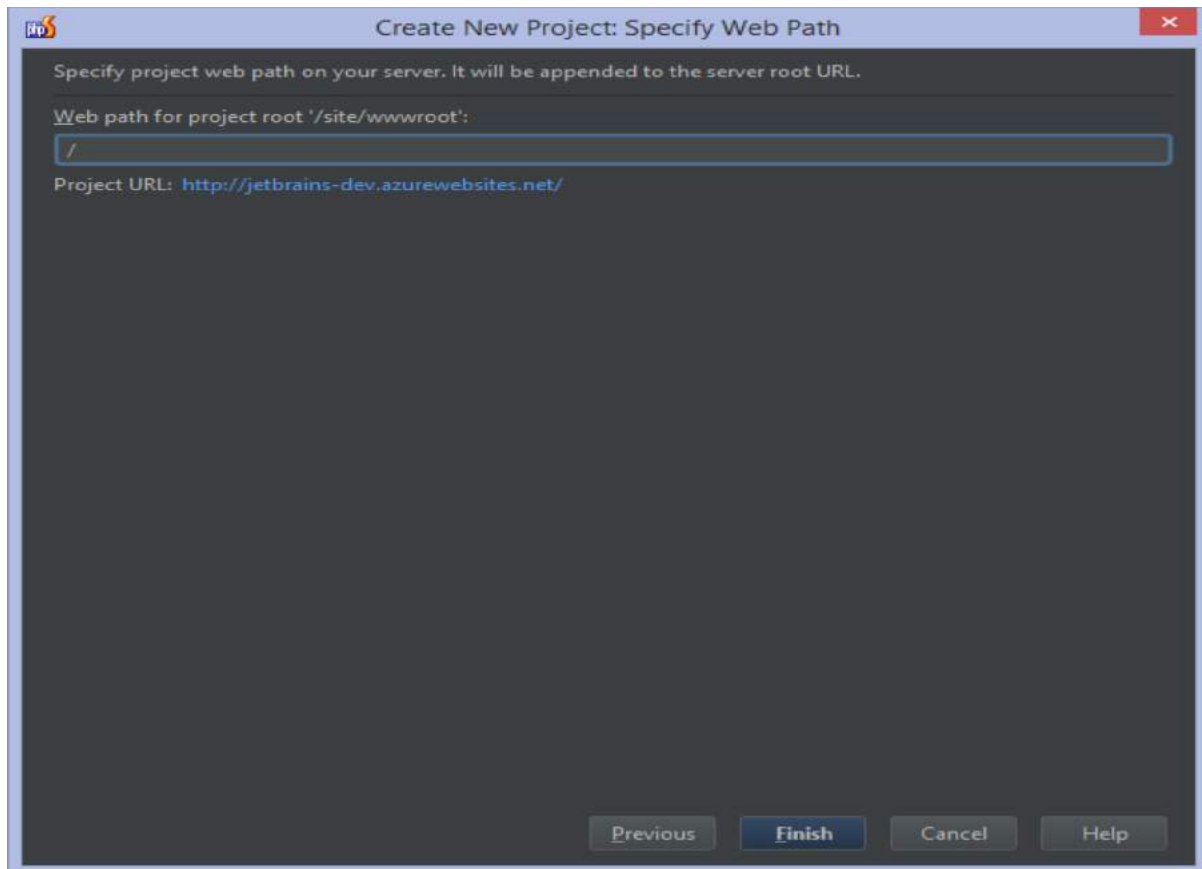 Create New Project: Specify Web Path
Specify project web path on your server. It will be appended to the server root URL.
Web path for project root '/site/wwwroot':
/
Project URL: http://jetbrains-dev.azurewebsites.net/
Previous Finish Cancel Help